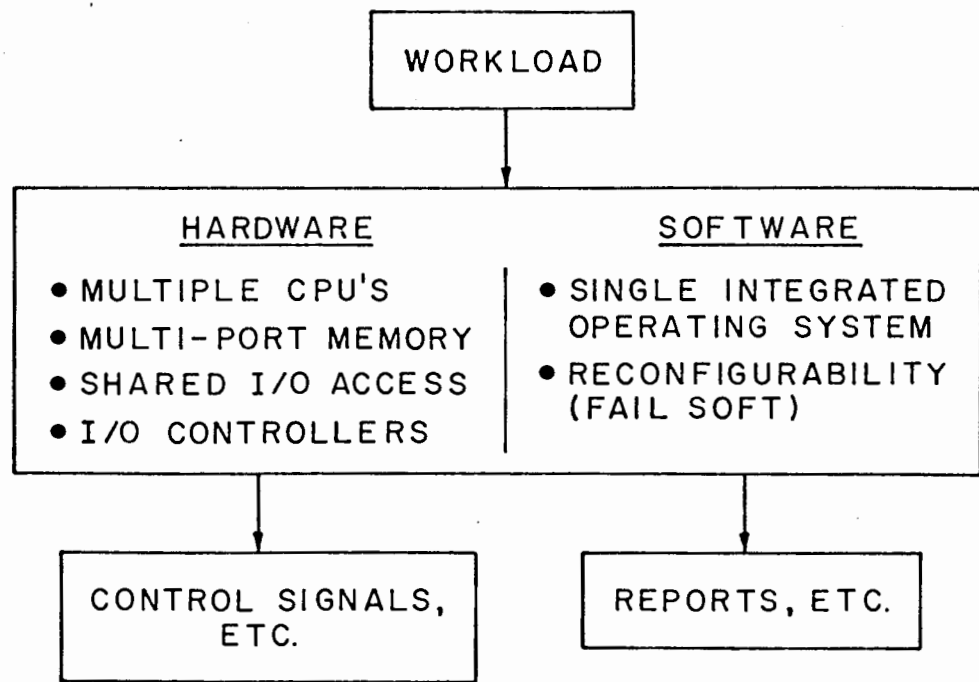 WORKLOAD
HARDWARE
● MULTIPLE CPU'S
● MULTI-PORT MEMORY
● SHARED I/O ACCESS
● I/O CONTROLLERS
SOFTWARE
● SINGLE INTEGRATED
OPERATING SYSTEM
● RECONFIGURABILITY
(FAIL SOFT)
CONTROL SIGNALS,
ETC.
REPORTS, ETC.